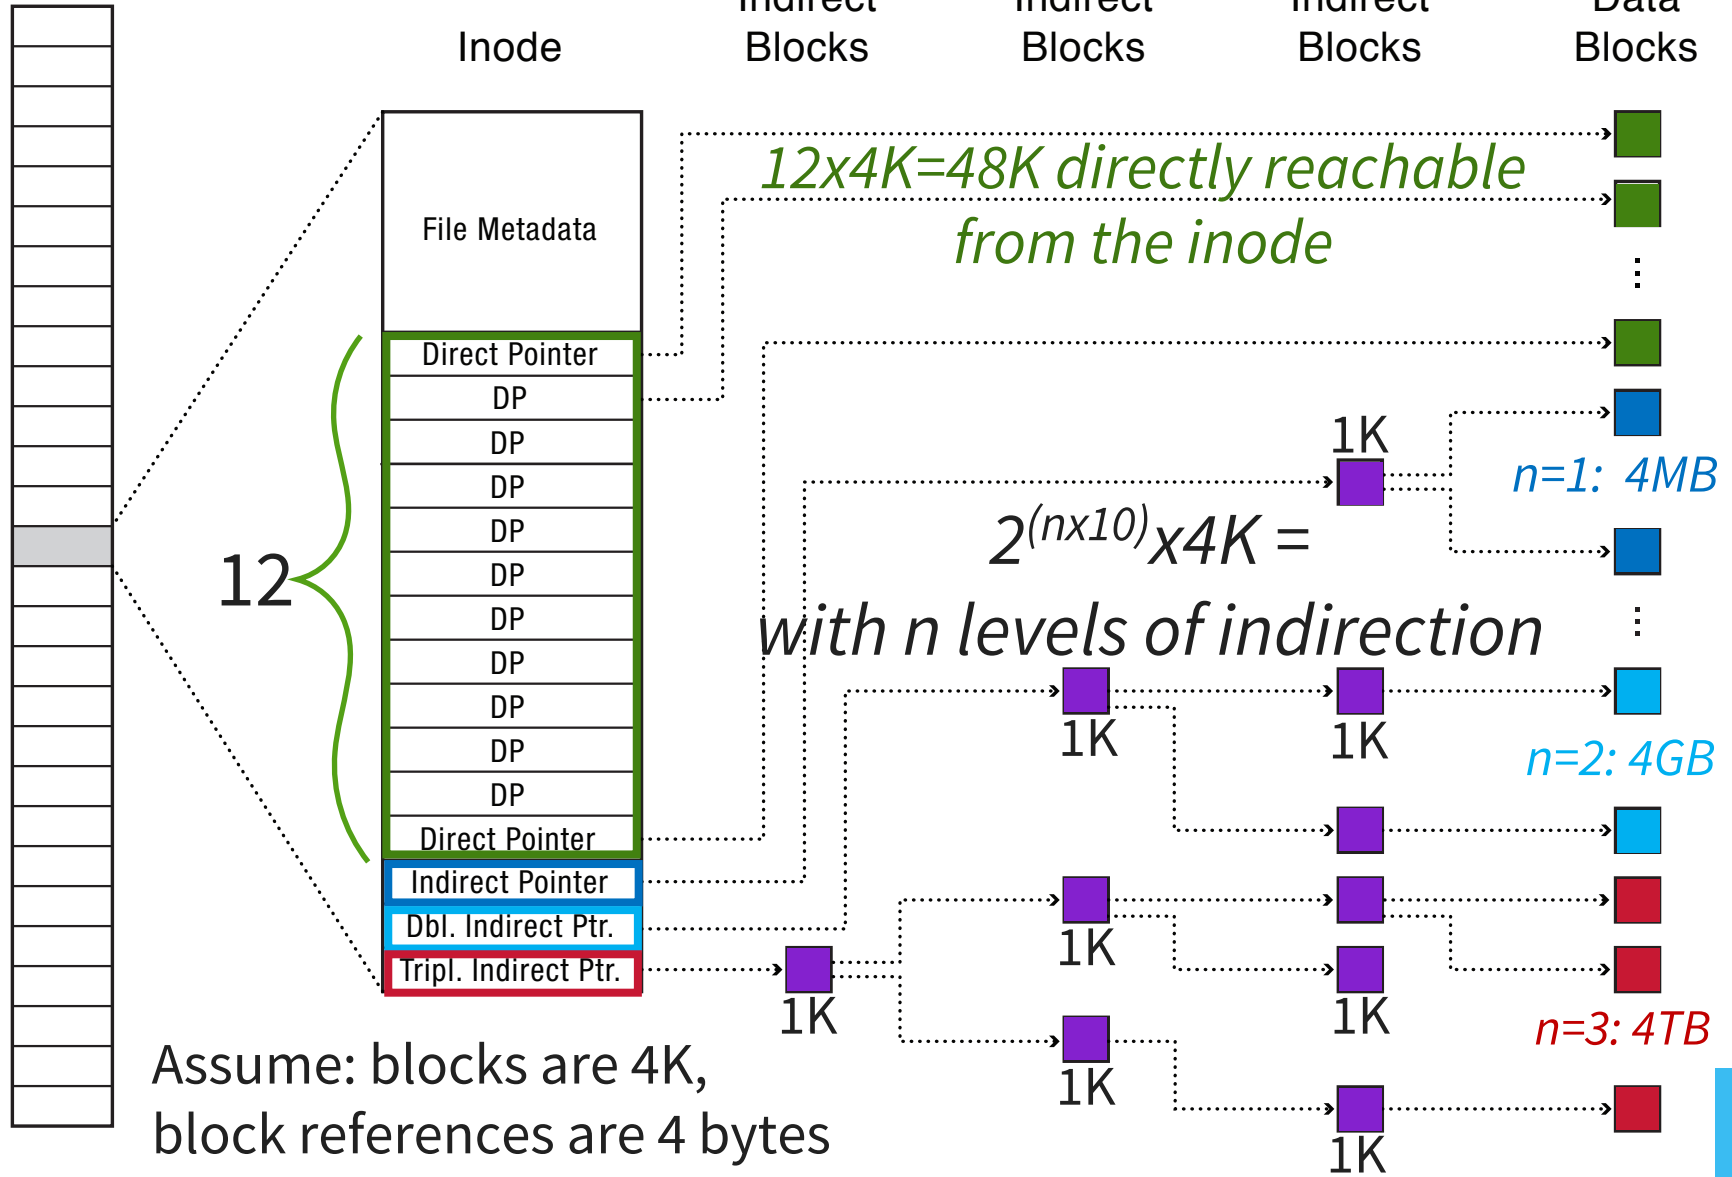 Indirect
Indirect
Indirect
Data
Inode
Blocks
Blocks
Blocks
Blocks
12x4K=48K directly reachable
from the inode
File Metadata
Direct Pointer
DP
DP
DP
DP
DP
DP
DP
DP
DP
DP
Direct Pointer
Indirect Pointer
Dbl. Indirect Ptr.
Tripl. Indirect Ptr.
12
1K
n=1: 4MB
2^(nx10) x4K =
with n levels of indirection
1K
1K
n=2: 4GB
1K
1K
1K
n=3: 4TB
1K
1K
Assume: blocks are 4K,
block references are 4 bytes